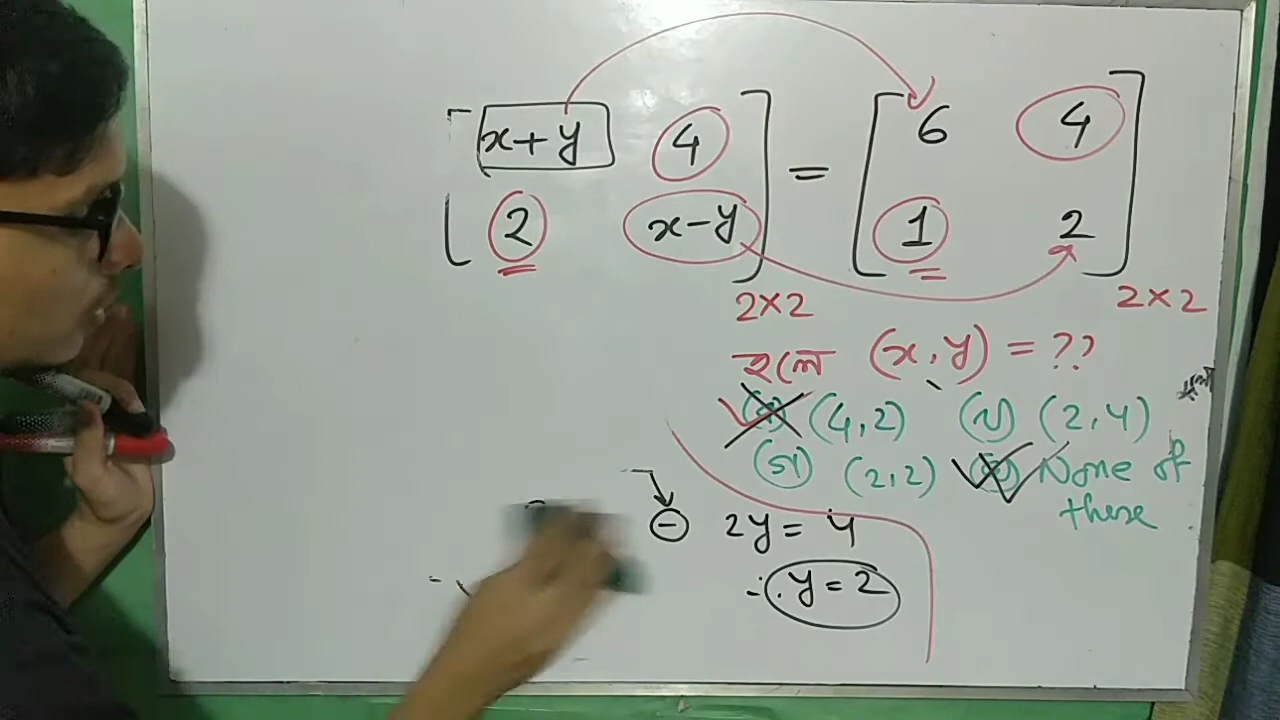 [x+y 4] = [6 4]
[2 x-y] [1 2]
2×2 2×2
হলে (x,y) = ??
(4,2) (খ) (2,4)
(গ) (2,2) (ঘ) None of
these
⊖ 2y = 4
∴ y = 2